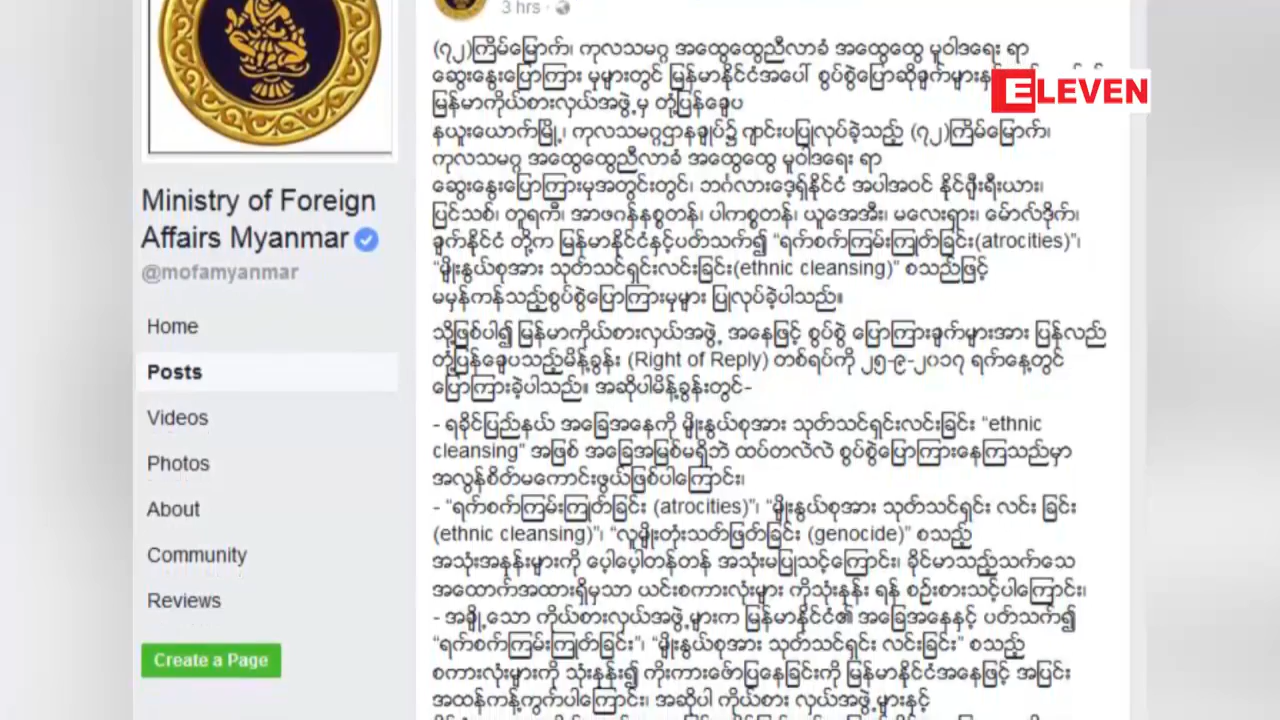 3 hrs
(၇၂)ကြိမ်မြောက်၊ ကုလသမဂ္ဂ အထွေထွေညီလာခံ အထွေထွေ မူဝါဒရေး ရာ
ဆွေးနွေးပြောကြား မှုများတွင် မြန်မာနိုင်ငံအပေါ် စွပ်စွဲပြောဆိုချက်များနှင့်
မြန်မာကိုယ်စားလှယ်အဖွဲ့မှ တုံ့ပြန်ချေပ
ELEVEN
နယူးယောက်မြို့၊ ကုလသမဂ္ဂဌာနချုပ်၌ ကျင်းပပြုလုပ်ခဲ့သည့် (၇၂)ကြိမ်မြောက်၊
ကုလသမဂ္ဂ အထွေထွေညီလာခံ အထွေထွေ မူဝါဒရေး ရာ
ဆွေးနွေးပြောကြားမှုအတွင်းတွင်၊ ဘင်္ဂလားဒေ့ရှ်နိုင်ငံ အပါအဝင် နိုင်ဂျီးရီးယား၊
ပြင်သစ်၊ တူရကီ၊ အာဖဂန်နစ္စတန်၊ ပါကစ္စတန်၊ ယူအေအီး၊ မလေးရှား၊ မော်လ်ဒိုက်၊
ချက်နိုင်ငံ တို့က မြန်မာနိုင်ငံနှင့်ပတ်သက်၍ “ရက်စက်ကြမ်းကြုတ်ခြင်း(atrocities)”၊
“မျိုးနွယ်စုအား သုတ်သင်ရှင်းလင်းခြင်း(ethnic cleansing)” စသည်ဖြင့်
မမှန်ကန်သည့်စွပ်စွဲပြောကြားမှုများ ပြုလုပ်ခဲ့ပါသည်။
သို့ဖြစ်ပါ၍ မြန်မာကိုယ်စားလှယ်အဖွဲ့ အနေဖြင့် စွပ်စွဲ ပြောကြားချက်များအား ပြန်လည်
တုံ့ပြန်ချေပသည့်မိန့်ခွန်း (Right of Reply) တစ်ရပ်ကို ၂၅-၉-၂၀၁၇ ရက်နေ့တွင်
ပြောကြားခဲ့ပါသည်။ အဆိုပါမိန့်ခွန်းတွင်-
- ရခိုင်ပြည်နယ် အခြေအနေကို မျိုးနွယ်စုအား သုတ်သင်ရှင်းလင်းခြင်း “ethnic
cleansing” အဖြစ် အခြေအမြစ်မရှိဘဲ ထပ်တလဲလဲ စွပ်စွဲပြောကြားနေကြသည်မှာ
အလွန်စိတ်မကောင်းဖွယ်ဖြစ်ပါကြောင်း၊
- “ရက်စက်ကြမ်းကြုတ်ခြင်း (atrocities)”၊ “မျိုးနွယ်စုအား သုတ်သင်ရှင်း လင်း ခြင်း
(ethnic cleansing)”၊ “လူမျိုးတုံးသတ်ဖြတ်ခြင်း (genocide)” စသည့်
အသုံးအနှုန်းများကို ပေါ့ပေါ့တန်တန် အသုံးမပြုသင့်ကြောင်း၊ ခိုင်မာသည့်သက်သေ
အထောက်အထားရှိမှသာ ယင်းစကားလုံးများ ကိုသုံးနှုန်း ရန် စဉ်းစားသင့်ပါကြောင်း၊
- အချို့သော ကိုယ်စားလှယ်အဖွဲ့များက မြန်မာနိုင်ငံ၏ အခြေအနေနှင့် ပတ်သက်၍
“ရက်စက်ကြမ်းကြုတ်ခြင်း”၊ “မျိုးနွယ်စုအား သုတ်သင်ရှင်း လင်းခြင်း” စသည့်
စကားလုံးများကို သုံးနှုန်း၍ ကိုးကားဖော်ပြနေခြင်းကို မြန်မာနိုင်ငံအနေဖြင့် အပြင်း
အထန်ကန့်ကွက်ပါကြောင်း၊ အဆိုပါ ကိုယ်စား လှယ်အဖွဲ့များနှင့်
Ministry of Foreign
Affairs Myanmar
@mofamyanmar
Home
Posts
Videos
Photos
About
Community
Reviews
Create a Page